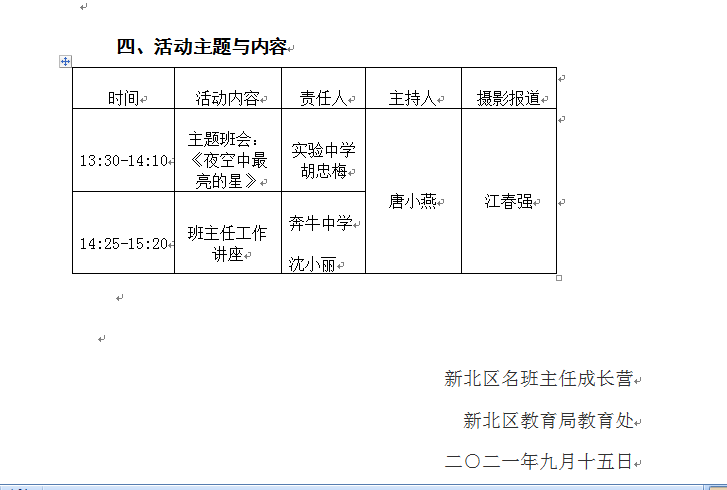 四、活动主题与内容
时间 活动内容 责任人 主持人 摄影报道
13:30-14:10
主题班会：
《夜空中最
亮的星》
实验中学
胡忠梅
唐小燕
江春强
14:25-15:20
班主任工作
讲座
奔牛中学
沈小丽
新北区名班主任成长营
新北区教育局教育处
二〇二一年九月十五日